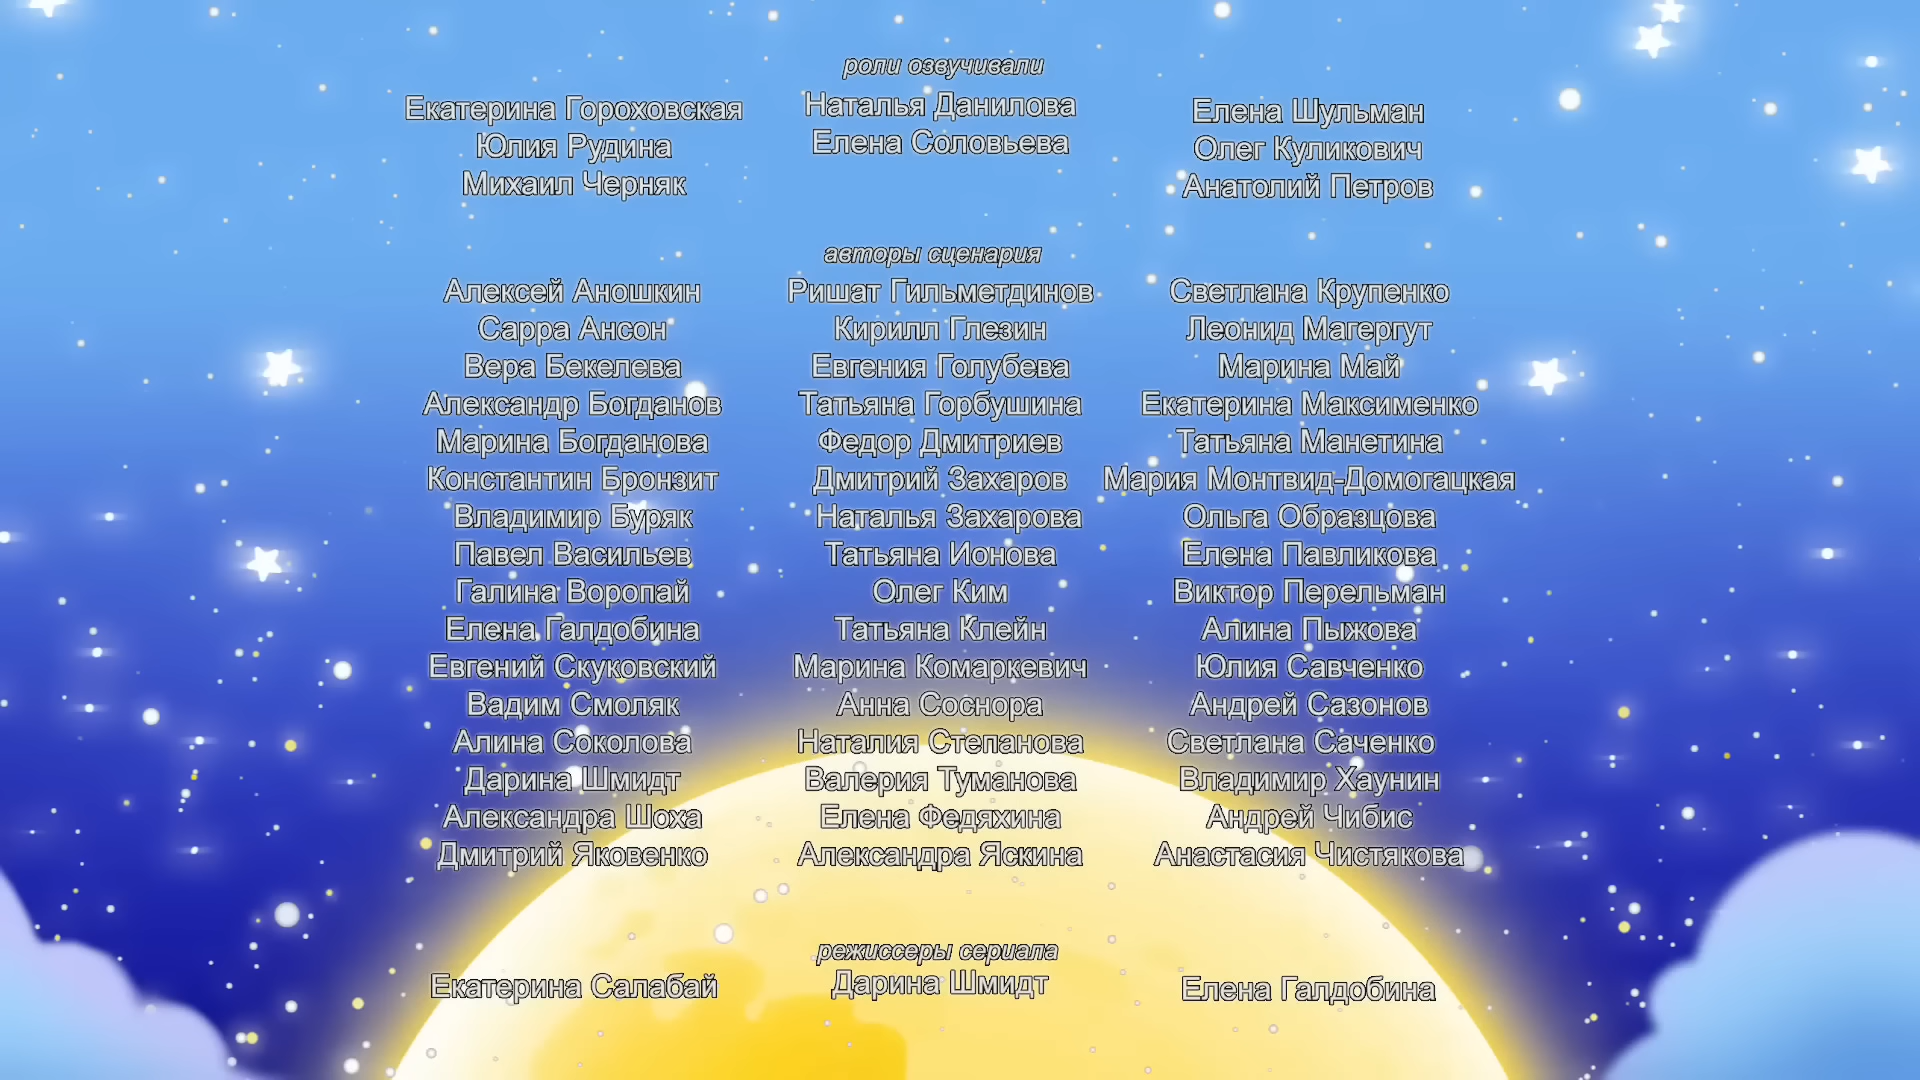 роли озвучивали
Екатерина Гороховская
Юлия Рудина
Михаил Черняк
Наталья Данилова
Елена Соловьева
Елена Шульман
Олег Куликович
Анатолий Петров
авторы сценария
Алексей Аношкин
Сарра Ансон
Вера Бекелева
Александр Богданов
Марина Богданова
Константин Бронзит
Владимир Буряк
Павел Васильев
Галина Воропай
Елена Галдобина
Евгений Скуковский
Вадим Смоляк
Алина Соколова
Дарина Шмидт
Александра Шоха
Дмитрий Яковенко
Ришат Гильметдинов
Кирилл Глезин
Евгения Голубева
Татьяна Горбушина
Федор Дмитриев
Дмитрий Захаров
Наталья Захарова
Татьяна Ионова
Олег Ким
Татьяна Клейн
Марина Комаркевич
Анна Соснора
Наталия Степанова
Валерия Туманова
Елена Федяхина
Александра Яскина
Светлана Крупенко
Леонид Магергут
Марина Май
Екатерина Максименко
Татьяна Манетина
Мария Монтвид-Домогацкая
Ольга Образцова
Елена Павликова
Виктор Перельман
Алина Пыжова
Юлия Савченко
Андрей Сазонов
Светлана Саченко
Владимир Хаунин
Андрей Чибис
Анастасия Чистякова
режиссеры сериала
Екатерина Салабай
Дарина Шмидт
Елена Галдобина